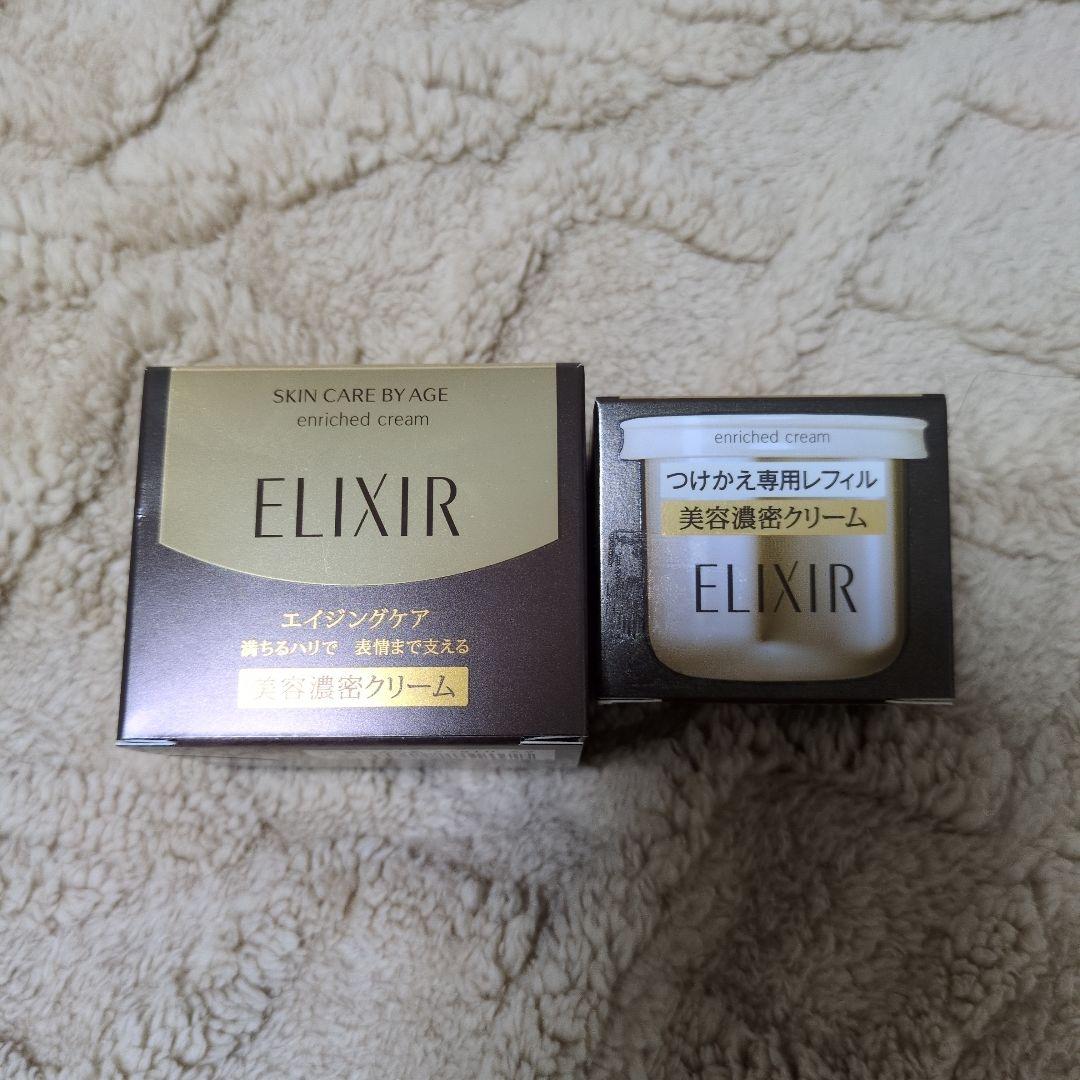 SKIN CARE BY AGE
enriched cream
ELIXIR
エイジングケア
満ちるハリで 表情まで支える
美容濃密クリーム
enriched cream
つけかえ専用レフィル
美容濃密クリーム
ELIXIR